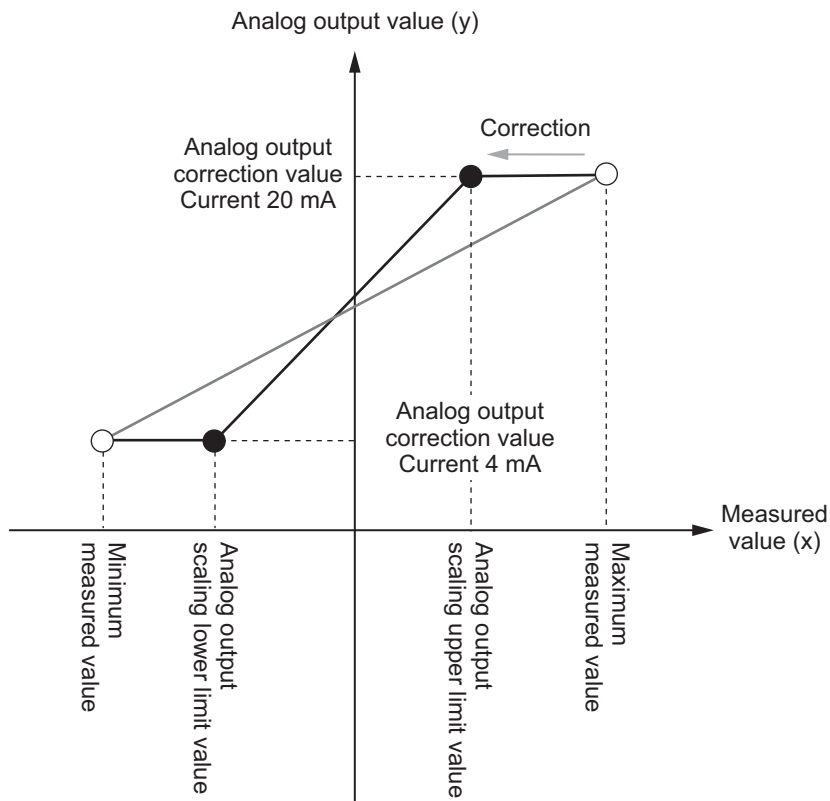 Analog output value (y)
Correction
Analog output
correction value
Current 20 mA
Analog output
correction value
Current 4 mA
Measured
value (x)
Minimum
measured value
Analog output
scaling lower limit value
Analog output
scaling upper limit value
Maximum
measured value